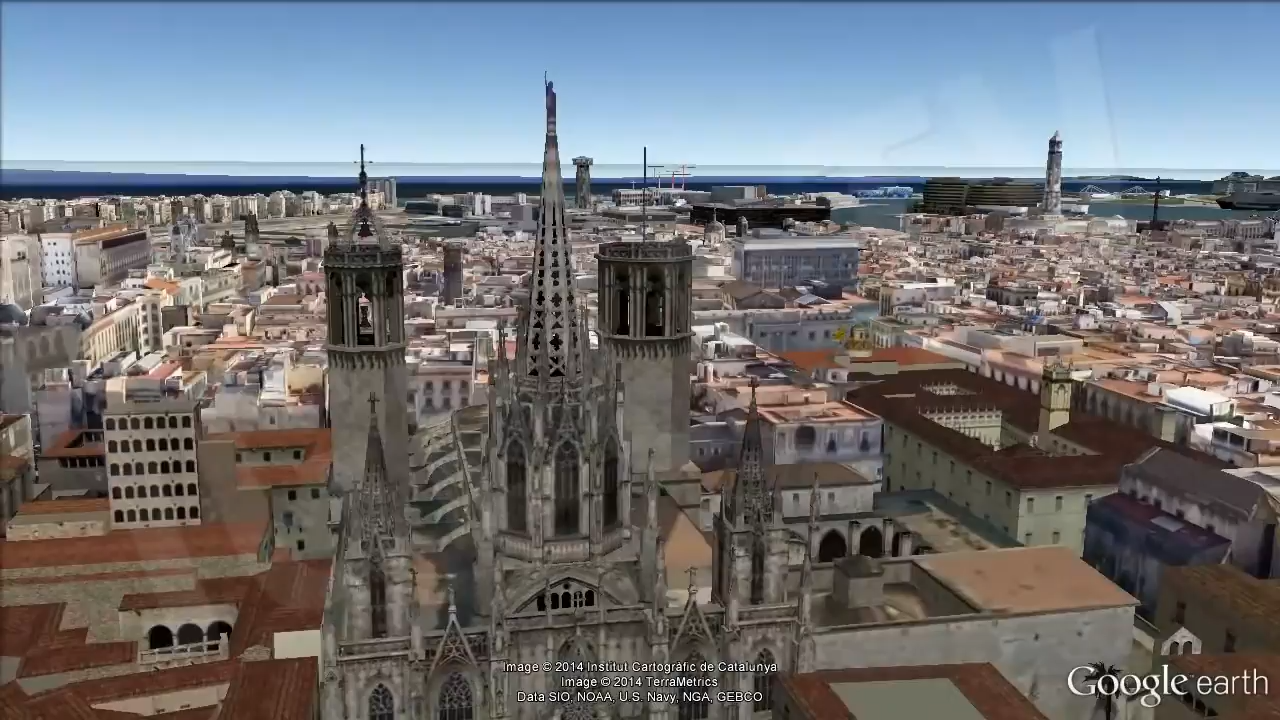 Image © 2014 Institut Cartogràfic de Catalunya
Image © 2014 TerraMetrics
Data SIO, NOAA, U.S. Navy, NGA, GEBCO
Google earth